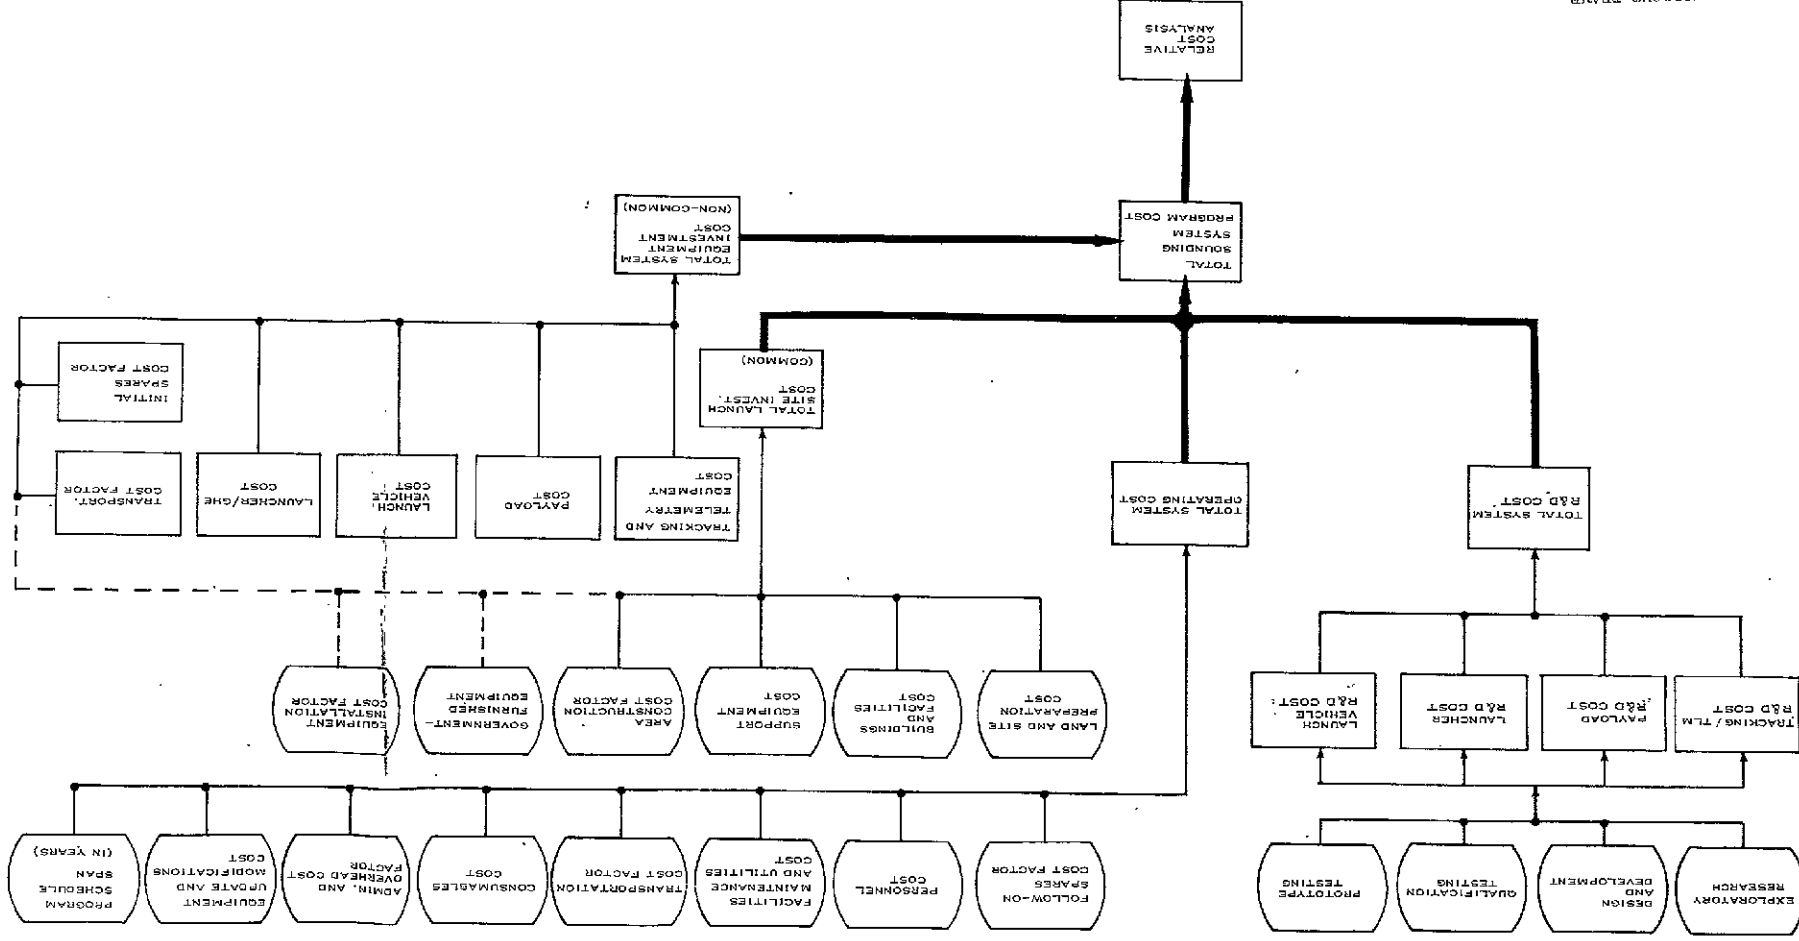 EXPLORATORY
RESEARCH
DESIGN
AND
DEVELOPMENT
QUALIFICATION
TESTING
PROTOTYPE
TESTING
FOLLOW-ON
SPARES
COST FACTOR
PERSONNEL
COST
FACILITIES
MAINTENANCE
AND UTILITIES
COST
TRANSPORTATION
COST FACTOR
CONSUMABLES
COST
ADMIN. AND
OVERHEAD COST
FACTOR
EQUIPMENT
UPDATE AND
MODIFICATIONS
COST
PROGRAM
SCHEDULE
SPAN
(IN YEARS)
TRACKING/TLM
R&D COST
PAYLOAD
R&D COST
LAUNCHER
R&D COST
LAUNCH
VEHICLE
R&D COST
LAND AND SITE
PREPARATION
COST
BUILDINGS
AND
FACILITIES
COST
SUPPORT
EQUIPMENT
COST
AREA
CONSTRUCTION
COST FACTOR
GOVERNMENT-
FURNISHED
EQUIPMENT
EQUIPMENT
INSTALLATION
COST FACTOR
TOTAL SYSTEM
R&D COST
TOTAL SYSTEM
OPERATING COST
TRACKING AND
TELEMETRY
EQUIPMENT
COST
PAYLOAD
COST
LAUNCH
VEHICLE
COST
LAUNCHER/GHE
COST
TRANSPORT.
COST FACTOR
TOTAL LAUNCH
SITE INVEST.
COST
(COMMON)
INITIAL
SPARES
COST FACTOR
TOTAL
SOUNDING
SYSTEM
PROGRAM COST
TOTAL SYSTEM
EQUIPMENT
INVESTMENT
COST
(NON-COMMON)
RELATIVE
COST
ANALYSIS